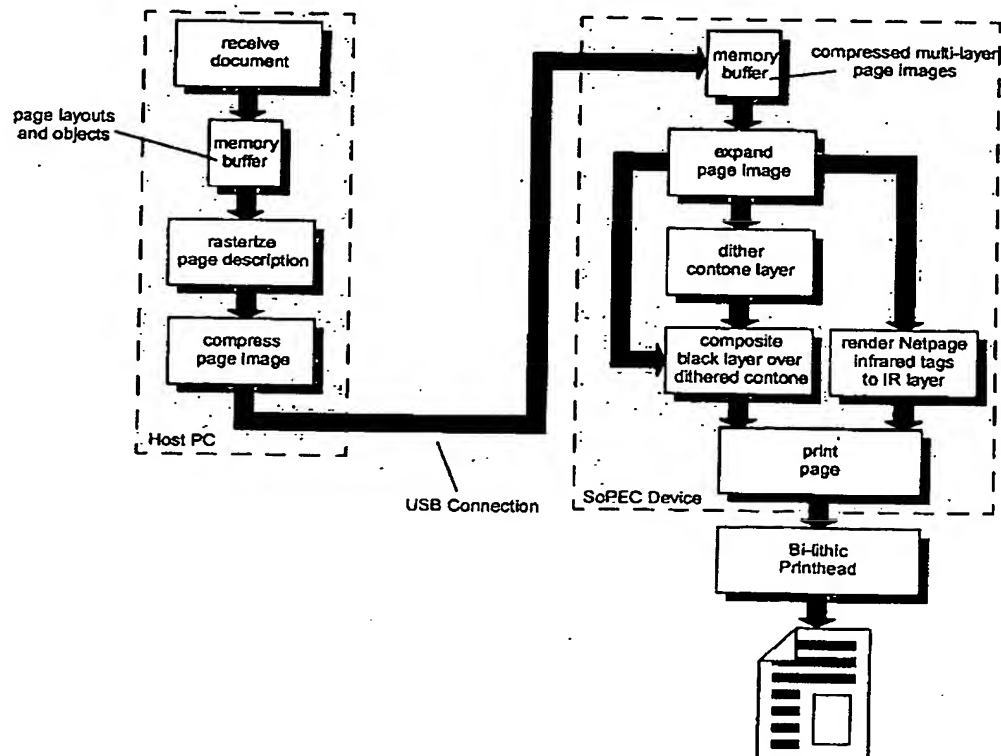 receive
document
page layouts
and objects
memory
buffer
rasterize
page description
compress
page image
Host PC
USB Connection
memory
buffer
compressed multi-layer
page images
expand
page image
dither
contone layer
composite
black layer over
dithered contone
render Netpage
infrared tags
to IR layer
print
page
SoPEC Device
Bi-lithic
Printhead